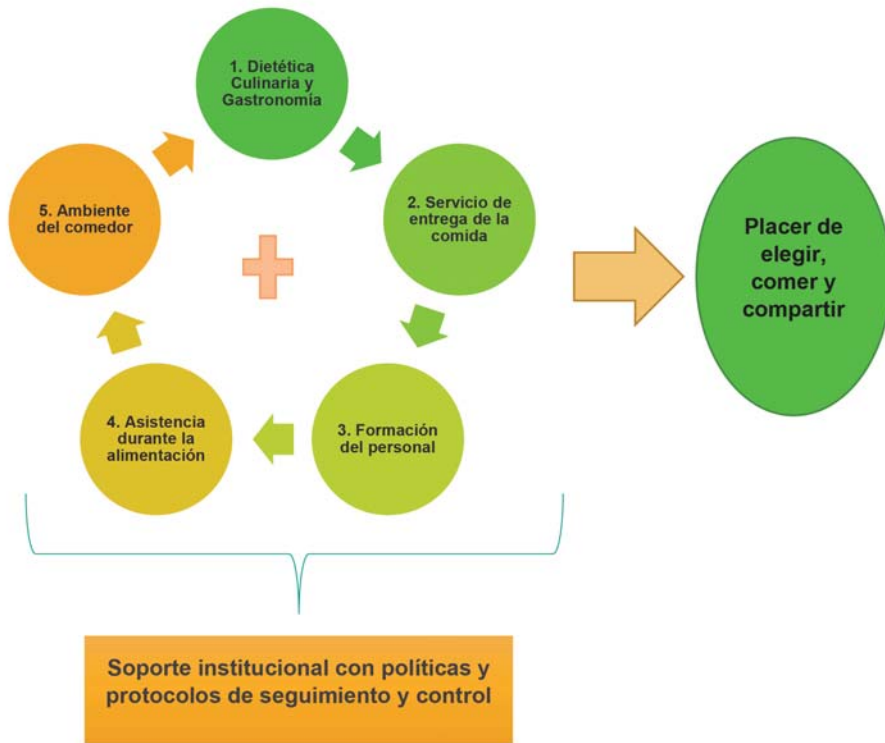 1. Dietética
Culinaria y
Gastronomía
2. Servicio de
entrega de la
comida
3. Formación
del personal
4. Asistencia
durante la
alimentación
5. Ambiente
del comedor
Placer de
elegir,
comer y
compartir
Soporte institucional con políticas y
protocolos de seguimiento y control